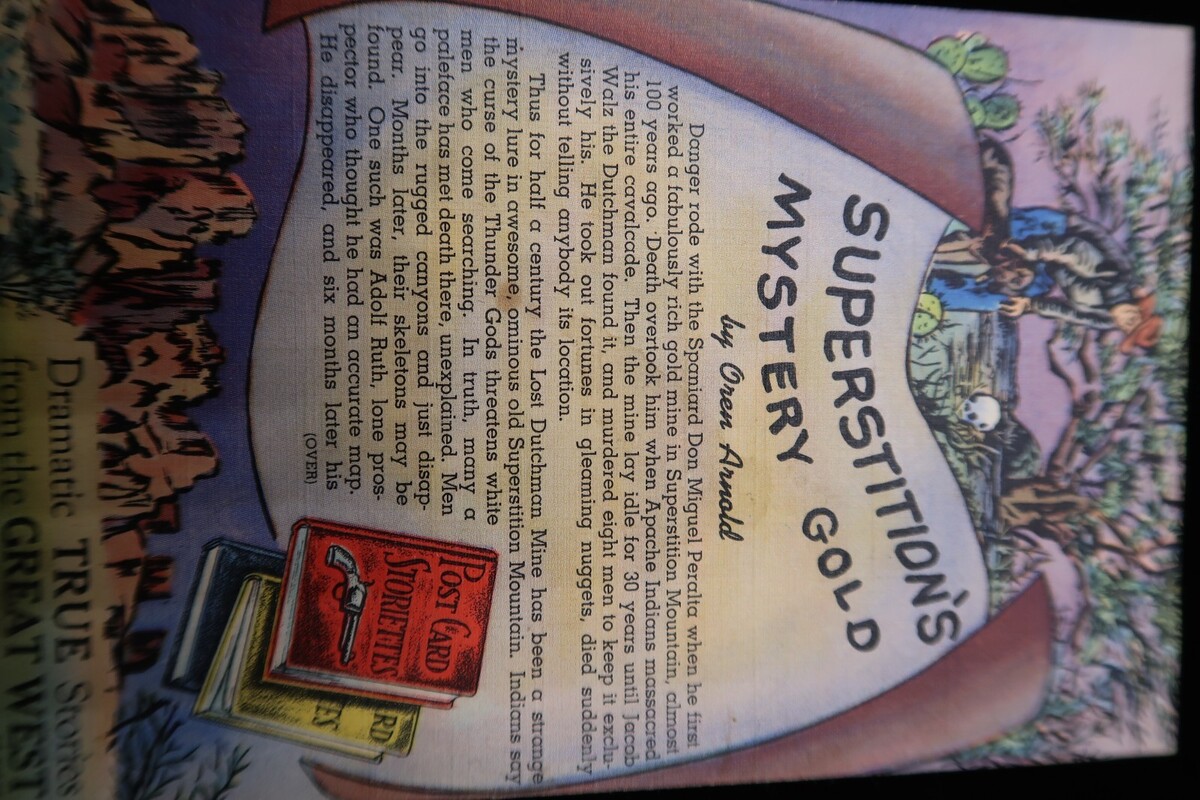 SUPERSTITION'S
MYSTERY GOLD
by Oren Arnold
Danger rode with the Spaniard Don Miguel Peralta when he first
worked a fabulously rich gold mine in Superstition Mountain, almost
100 years ago. Death overtook him when Apache Indians massacred
his entire cavalcade. Then the mine lay idle for 30 years until Jacob
Walz the Dutchman found it, and murdered eight men to keep it exclu-
sively his. He took out fortunes in gleaming nuggets, died suddenly
without telling anybody its location.
Thus for half a century the Lost Dutchman Mine has been a strange
mystery lure in awesome, ominous old Superstition Mountain. Indians say
the curse of the Thunder Gods threatens white
men who come searching. In truth, many a
paleface has met death there, unexplained. Men
go into the rugged canyons and just disap-
pear. Months later, their skeletons may be
found. One such was Adolf Ruth, lone pros-
pector who thought he had an accurate map.
He disappeared, and six months later his
(OVER)
POST CARD
STORIETTES
RD
ES
Dramatic TRUE Stories
from the GREAT WEST